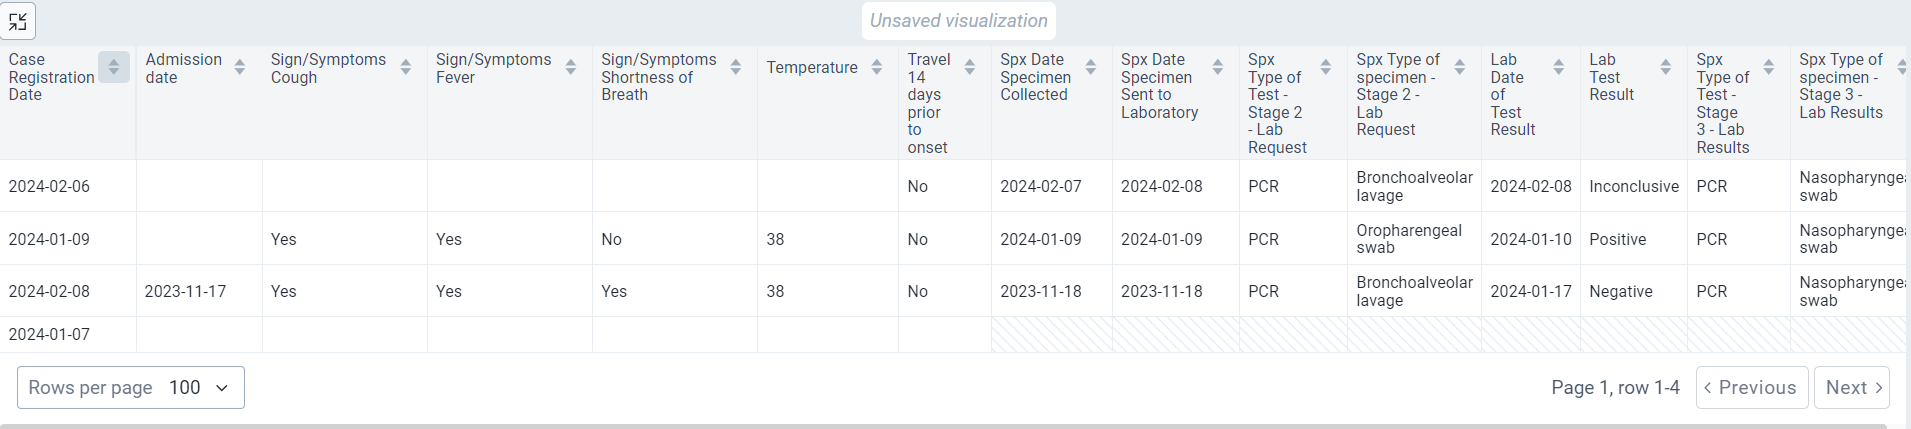 Unsaved visualization
Case Registration Date
Admission date
Sign/Symptoms Cough
Sign/Symptoms Fever
Sign/Symptoms Shortness of Breath
Temperature
Travel 14 days prior to onset
Spx Date Specimen Collected
Spx Date Specimen Sent to Laboratory
Spx Type of Test - Stage 2 - Lab Request
Spx Type of specimen - Stage 2 - Lab Request
Lab Date of Test Result
Lab Test Result
Spx Type of Test - Stage 3 - Lab Results
Spx Type of specimen - Stage 3 - Lab Results
2024-02-06 No 2024-02-07 2024-02-08 PCR Bronchoalveolar lavage 2024-02-08 Inconclusive PCR Nasopharyngea swab
2024-01-09 Yes Yes No 38 No 2024-01-09 2024-01-09 PCR Oropharengeal swab 2024-01-10 Positive PCR Nasopharyngea swab
2024-02-08 2023-11-17 Yes Yes Yes 38 No 2023-11-18 2023-11-18 PCR Bronchoalveolar lavage 2024-01-17 Negative PCR Nasopharyngea swab
2024-01-07
Rows per page 100
Page 1, row 1-4
Previous
Next